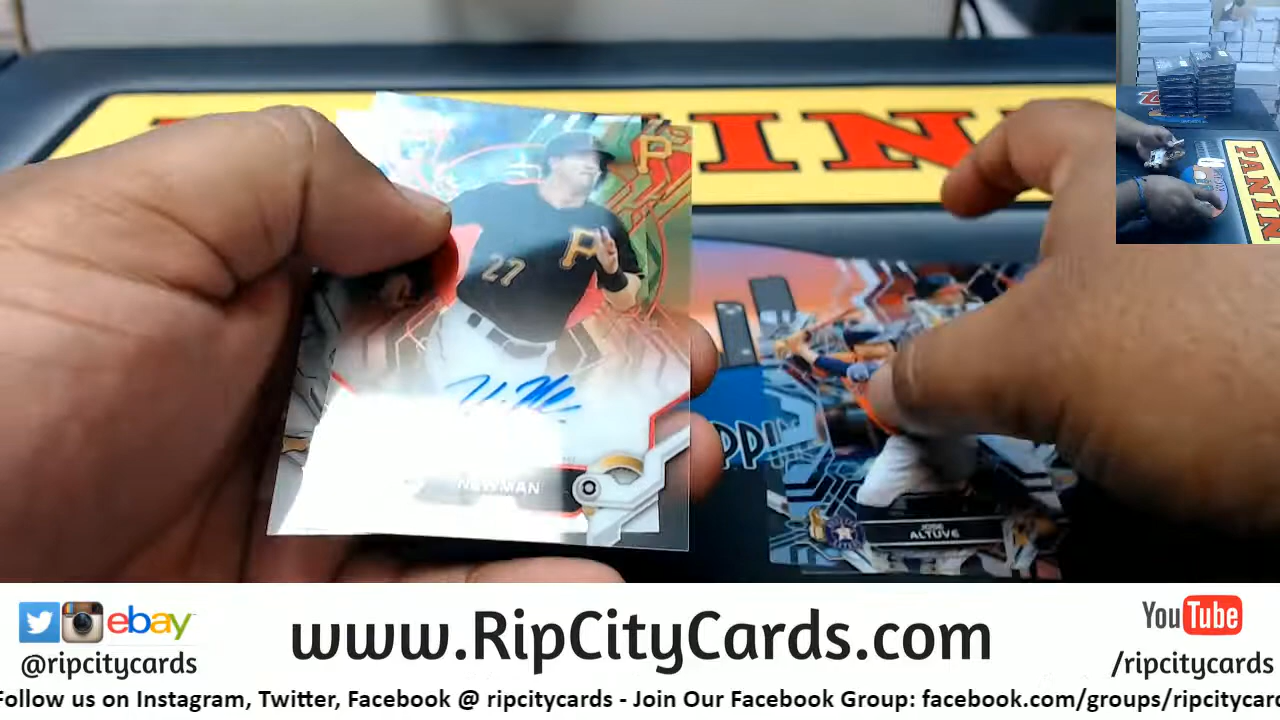 PANINI
P
P
27
NEWMAN
JOSE
ALTUVE
PANINI
ebay
@ripcitycards
www.RipCityCards.com
YouTube
/ripcitycards
Follow us on Instagram, Twitter, Facebook @ ripcitycards - Join Our Facebook Group: facebook.com/groups/ripcitycard